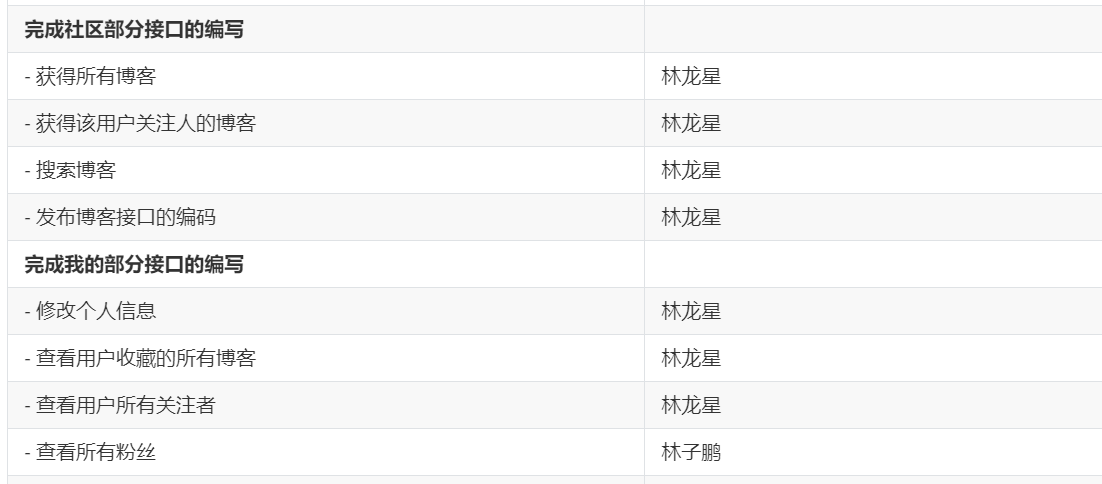 完成社区部分接口的编写
- 获得所有博客 林龙星
- 获得该用户关注人的博客 林龙星
- 搜索博客 林龙星
- 发布博客接口的编码 林龙星
完成我的部分接口的编写
- 修改个人信息 林龙星
- 查看用户收藏的所有博客 林龙星
- 查看用户所有关注者 林龙星
- 查看所有粉丝 林子鹏